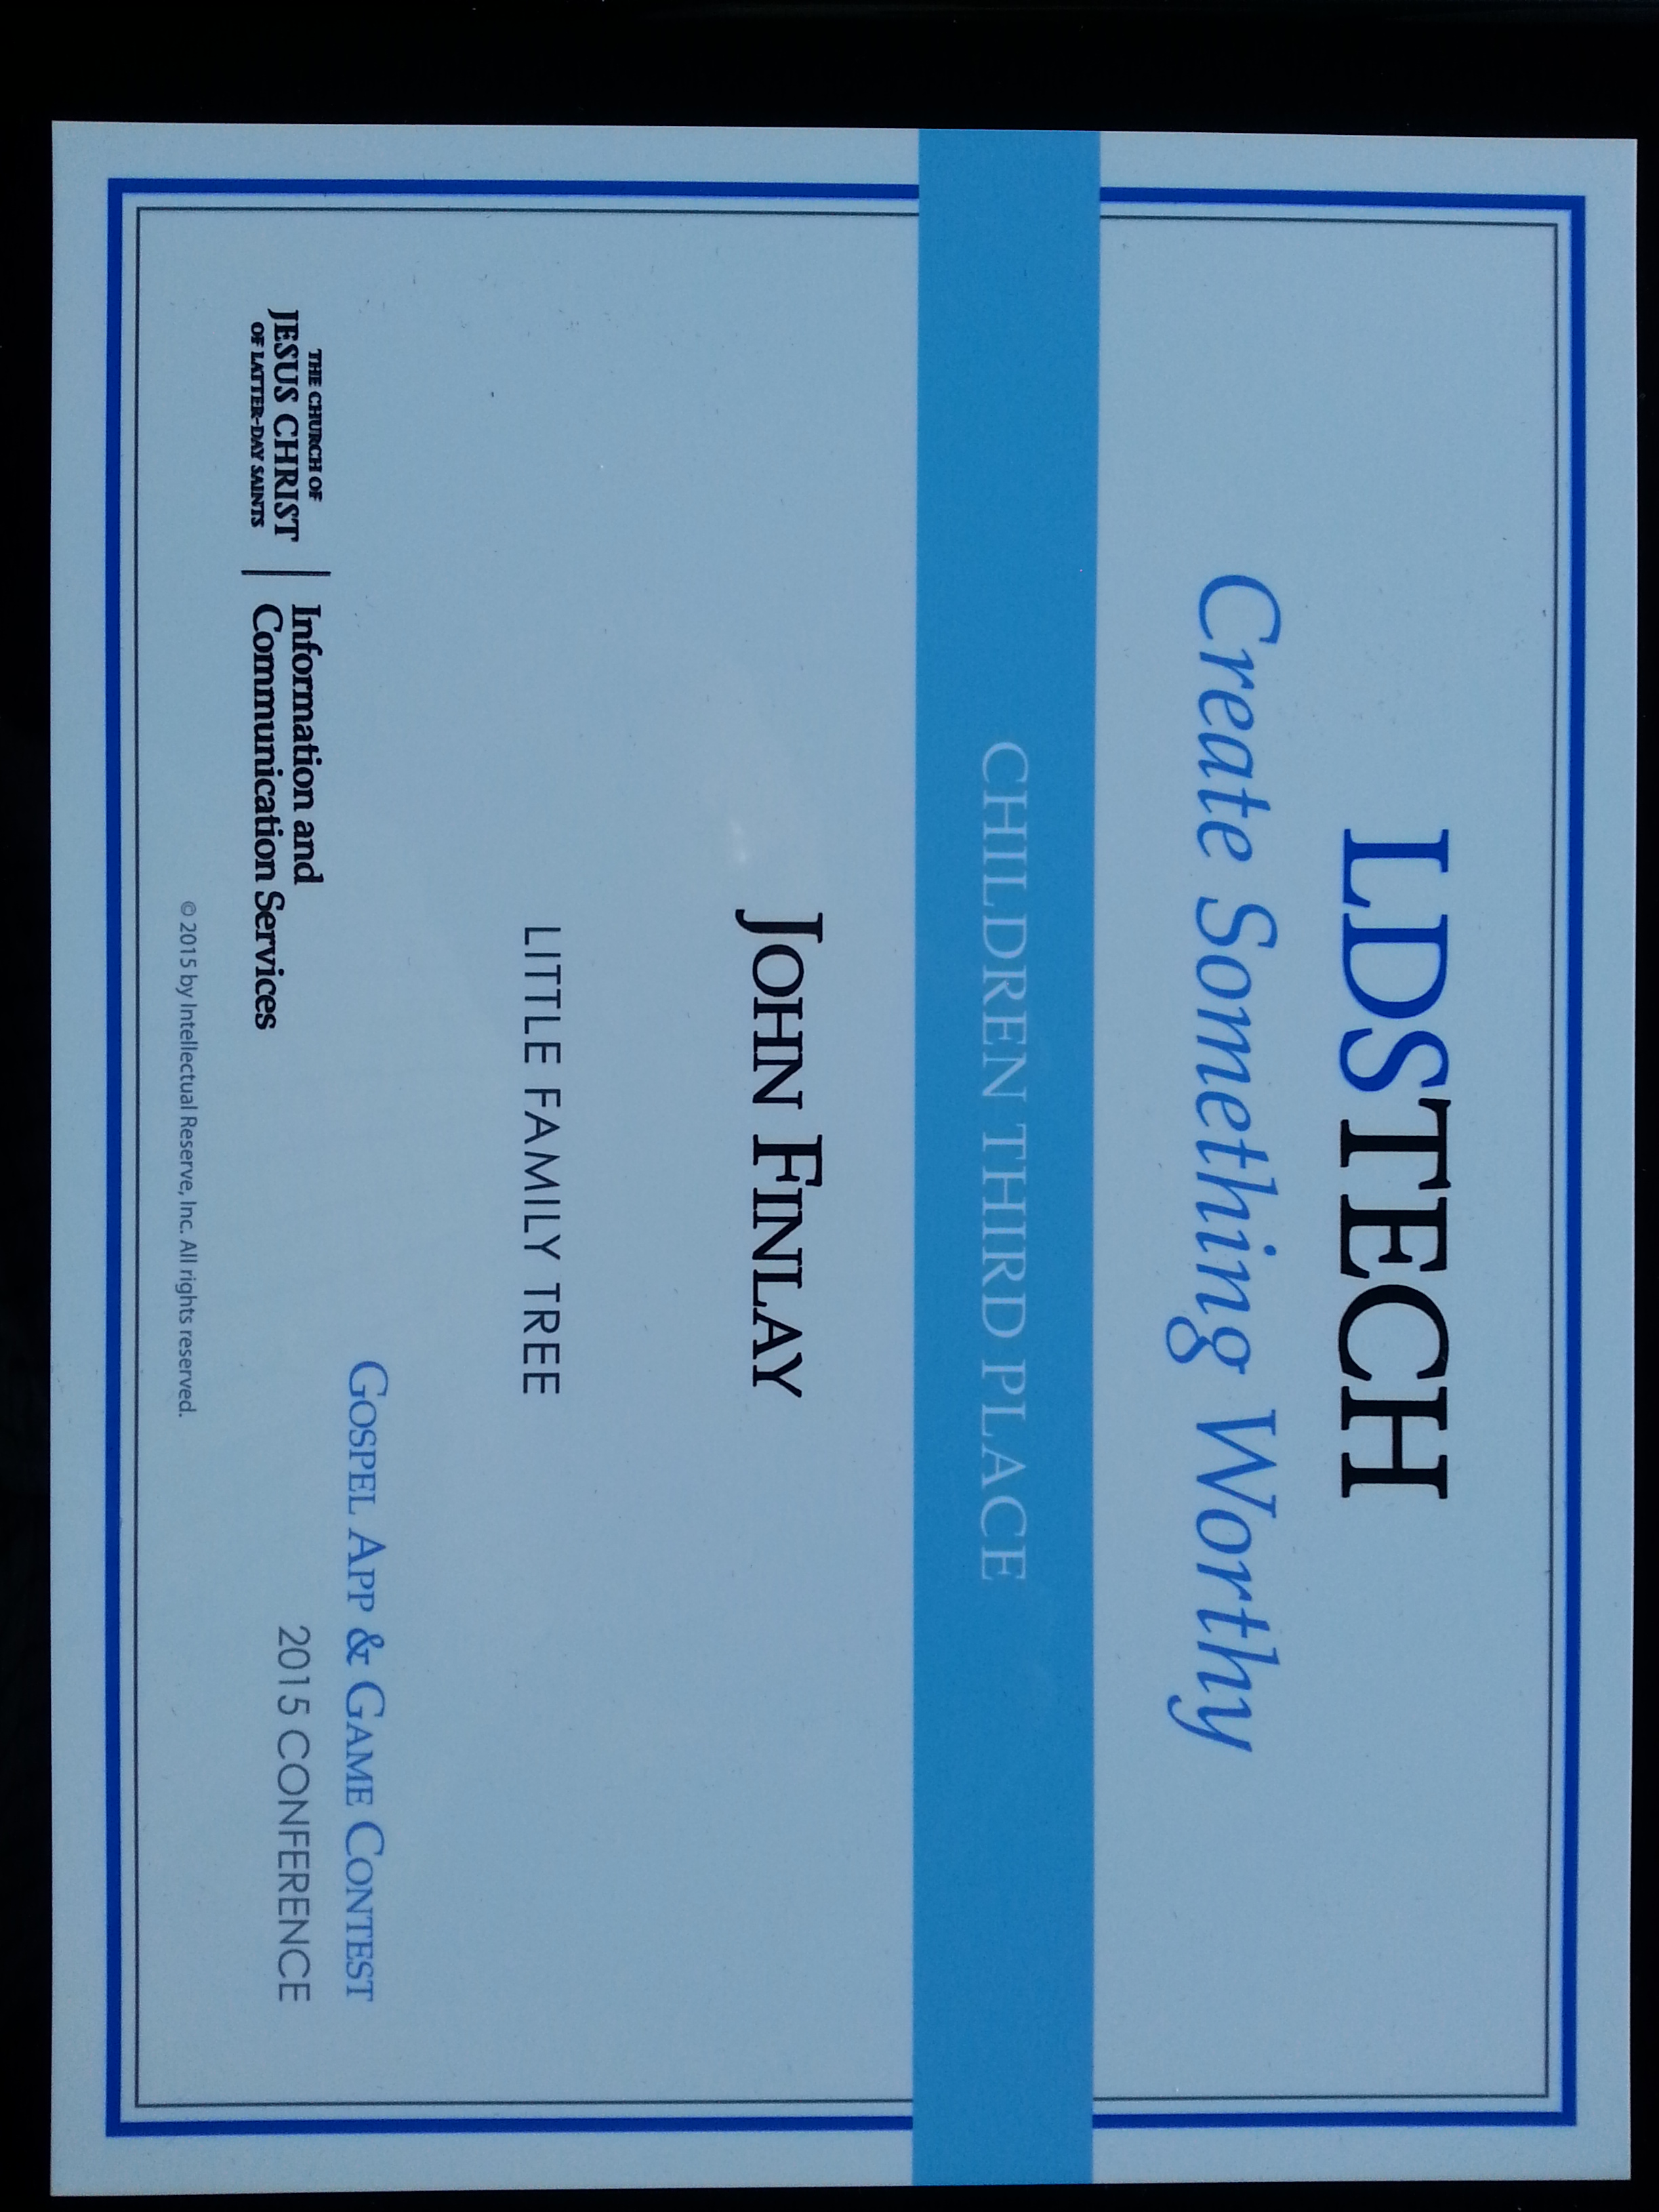 LDSTECH
Create Something Worthy
CHILDREN THIRD PLACE
JOHN FINLAY
LITTLE FAMILY TREE
GOSPEL APP & GAME CONTEST
2015 CONFERENCE
THE CHURCH OF
JESUS CHRIST
OF LATTER-DAY SAINTS
Information and
Communication Services
© 2015 by Intellectual Reserve, Inc. All rights reserved.